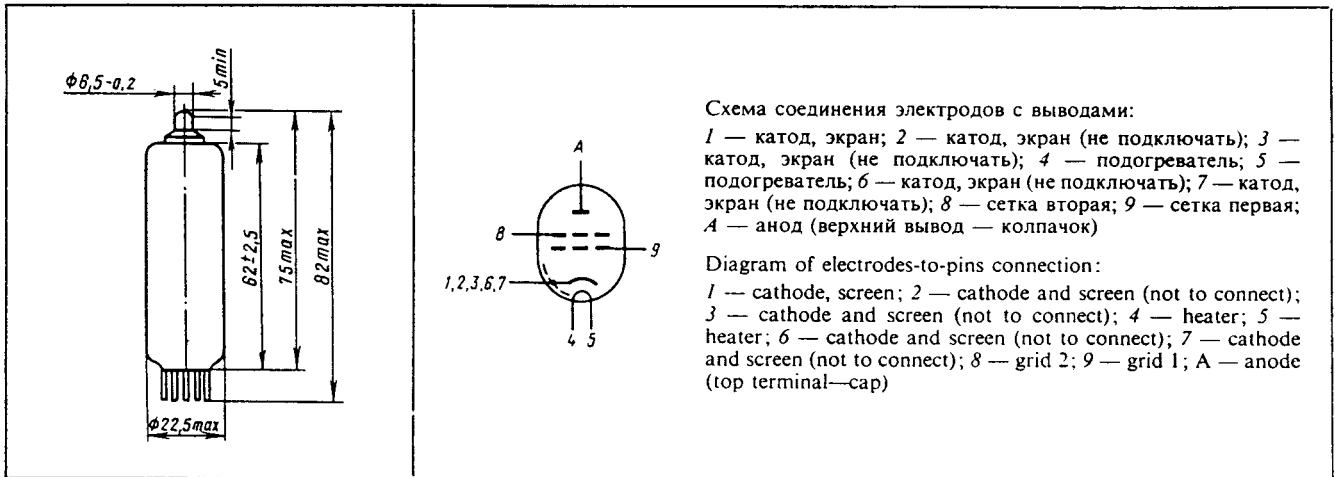 Ф6,5-0,2
5min
62±2,5
75max
82max
Ф22,5max
А
8
9
1,2,3,6,7
4 5
Схема соединения электродов с выводами:
1 — катод, экран; 2 — катод, экран (не подключать); 3 —
катод, экран (не подключать); 4 — подогреватель; 5 —
подогреватель; 6 — катод, экран (не подключать); 7 — катод,
экран (не подключать); 8 — сетка вторая; 9 — сетка первая;
А — анод (верхний вывод — колпачок)
Diagram of electrodes-to-pins connection:
1 — cathode, screen; 2 — cathode and screen (not to connect);
3 — cathode and screen (not to connect); 4 — heater; 5 —
heater; 6 — cathode and screen (not to connect); 7 — cathode
and screen (not to connect); 8 — grid 2; 9 — grid 1; A — anode
(top terminal—cap)